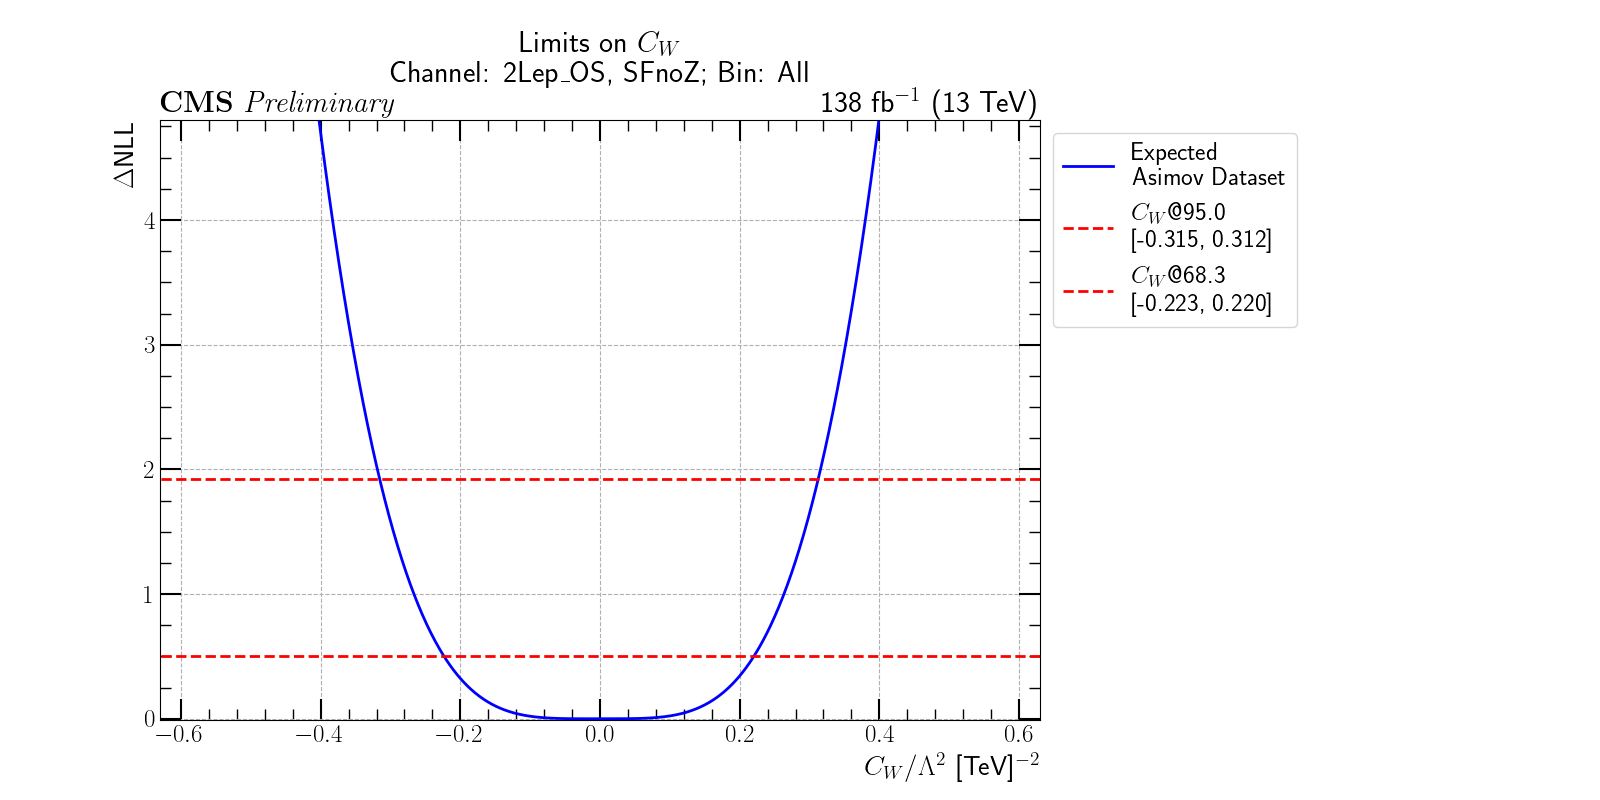 Limits on C_W
Channel: 2Lep_OS, SFnoZ; Bin: All
CMS Preliminary
138 fb⁻¹ (13 TeV)
ΔNLL
4
3
2
1
0
−0.6 −0.4 −0.2 0.0 0.2 0.4 0.6
C_W/Λ² [TeV]⁻²
Expected
Asimov Dataset
C_W@95.0
[-0.315, 0.312]
C_W@68.3
[-0.223, 0.220]